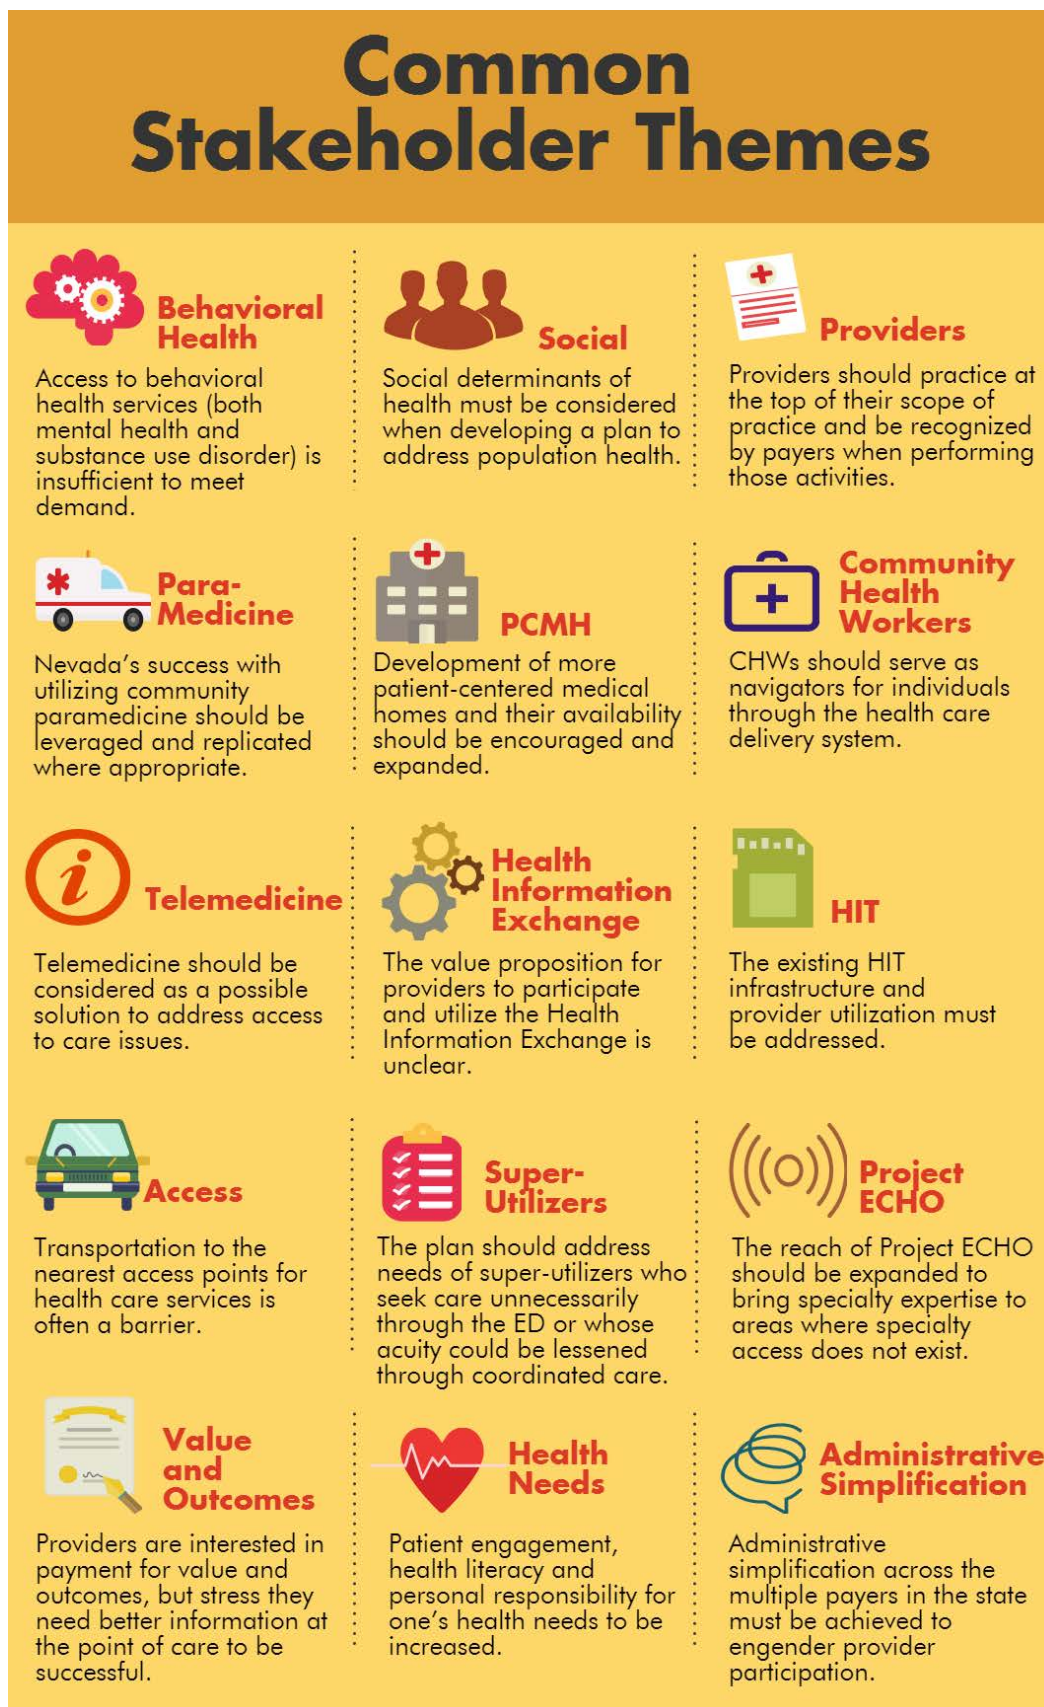 Common
Stakeholder Themes
Behavioral
Health
Access to behavioral
health services (both
mental health and
substance use disorder) is
insufficient to meet
demand.
Social
Social determinants of
health must be considered
when developing a plan to
address population health.
Providers
Providers should practice at
the top of their scope of
practice and be recognized
by payers when performing
those activities.
Para-
Medicine
Nevada's success with
utilizing community
paramedicine should be
leveraged and replicated
where appropriate.
PCMH
Development of more
patient-centered medical
homes and their availability
should be encouraged and
expanded.
Community
Health
Workers
CHWs should serve as
navigators for individuals
through the health care
delivery system.
Telemedicine
Telemedicine should be
considered as a possible
solution to address access
to care issues.
Health
Information
Exchange
The value proposition for
providers to participate
and utilize the Health
Information Exchange is
unclear.
HIT
The existing HIT
infrastructure and
provider utilization must
be addressed.
Access
Transportation to the
nearest access points for
health care services is
often a barrier.
Super-
Utilizers
The plan should address
needs of super-utilizers who
seek care unnecessarily
through the ED or whose
acuity could be lessened
through coordinated care.
Project
ECHO
The reach of Project ECHO
should be expanded to
bring specialty expertise to
areas where specialty
access does not exist.
Value
and
Outcomes
Providers are interested in
payment for value and
outcomes, but stress they
need better information at
the point of care to be
successful.
Health
Needs
Patient engagement,
health literacy and
personal responsibility for
one's health needs to be
increased.
Administrative
Simplification
Administrative
simplification across the
multiple payers in the state
must be achieved to
engender provider
participation.